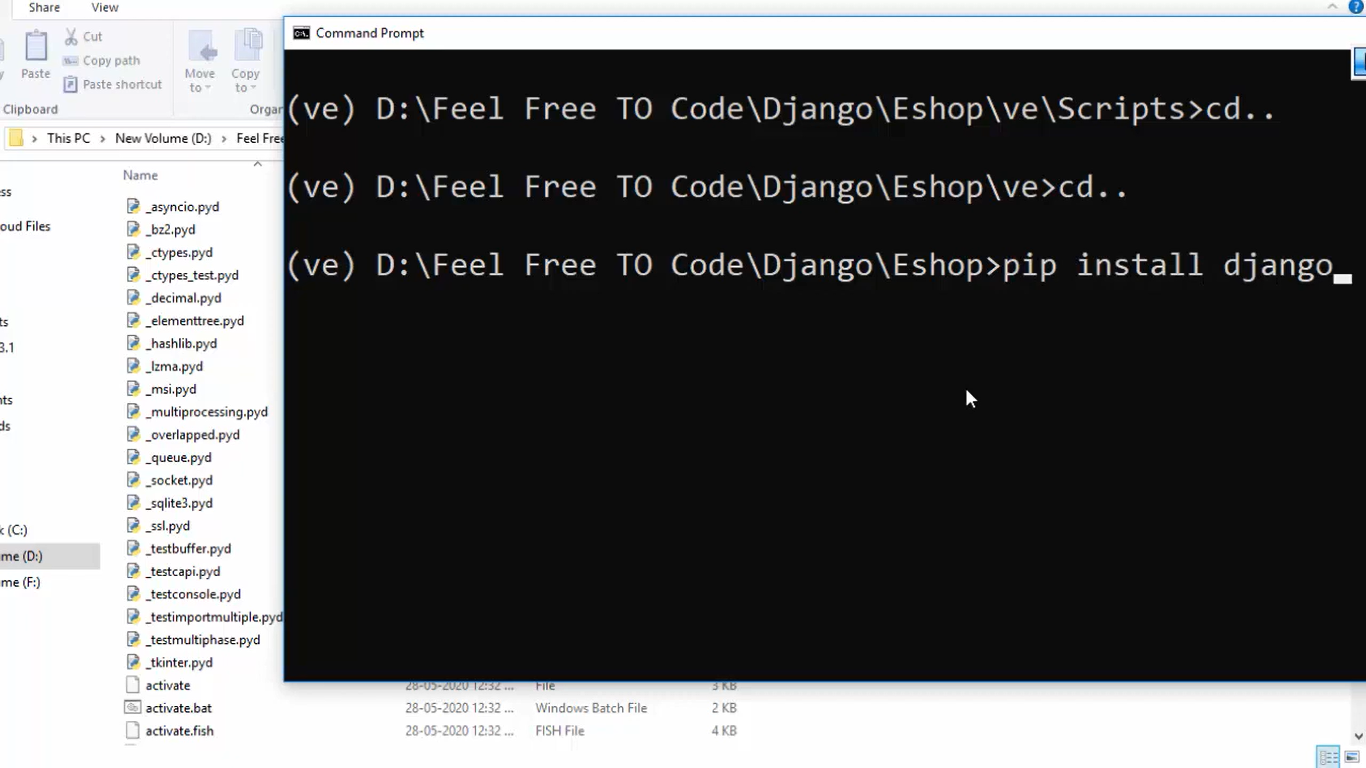 Share View
Command Prompt
Cut
Copy path
Paste shortcut
Paste
Move to
Copy to
Clipboard
Organ
This PC > New Volume (D:) > Feel Free
(ve) D:\Feel Free TO Code\Django\Eshop\ve\Scripts>cd..
(ve) D:\Feel Free TO Code\Django\Eshop\ve>cd..
(ve) D:\Feel Free TO Code\Django\Eshop>pip install django
Name
_asyncio.pyd
_bz2.pyd
_ctypes.pyd
_ctypes_test.pyd
_decimal.pyd
_elementtree.pyd
_hashlib.pyd
_lzma.pyd
_msi.pyd
_multiprocessing.pyd
_overlapped.pyd
_queue.pyd
_socket.pyd
_sqlite3.pyd
_ssl.pyd
_testbuffer.pyd
_testcapi.pyd
_testconsole.pyd
_testimportmultiple.pyd
_testmultiphase.pyd
_tkinter.pyd
activate 28-05-2020 12:32 ... File 3 KB
activate.bat 28-05-2020 12:32 ... Windows Batch File 2 KB
activate.fish 28-05-2020 12:32 ... FISH File 4 KB
ess
oud Files
ts
3.1
nts
ds
k (C:)
me (D:)
me (F:)